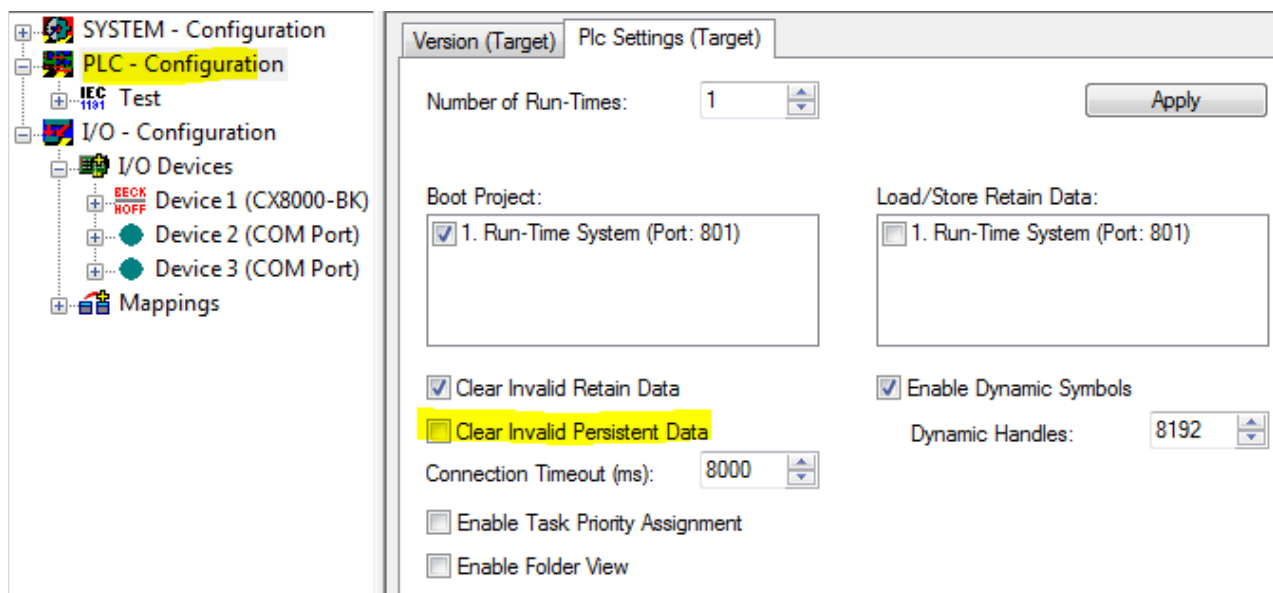 SYSTEM - Configuration
PLC - Configuration
IEC
1131
Test
I/O - Configuration
I/O Devices
BECK
HOFF
Device 1 (CX8000-BK)
Device 2 (COM Port)
Device 3 (COM Port)
Mappings
Version (Target)
Plc Settings (Target)
Number of Run-Times:
1
Apply
Boot Project:
1. Run-Time System (Port: 801)
Load/Store Retain Data:
1. Run-Time System (Port: 801)
Clear Invalid Retain Data
Enable Dynamic Symbols
Clear Invalid Persistent Data
Dynamic Handles:
8192
Connection Timeout (ms):
8000
Enable Task Priority Assignment
Enable Folder View